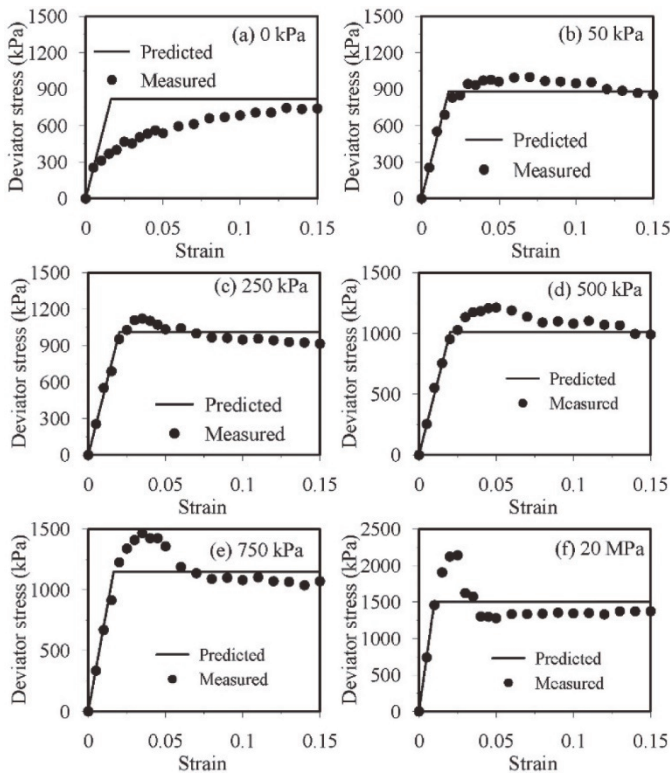 1500
1200
900
600
300
0
Deviator stress (kPa)
(a) 0 kPa
Predicted
Measured
0 0.05 0.1 0.15
Strain
1500
1200
900
600
300
0
Deviator stress (kPa)
(b) 50 kPa
Predicted
Measured
0 0.05 0.1 0.15
Strain
1500
1200
900
600
300
0
Deviator stress (kPa)
(c) 250 kPa
Predicted
Measured
0 0.05 0.1 0.15
Strain
1500
1000
500
0
Deviator stress (kPa)
(d) 500 kPa
Predicted
Measured
0 0.05 0.1 0.15
Strain
1500
1200
900
600
300
0
Deviator stress (kPa)
(e) 750 kPa
Predicted
Measured
0 0.05 0.1 0.15
Strain
2500
2000
1500
1000
500
0
Deviator stress (kPa)
(f) 20 MPa
Predicted
Measured
0 0.05 0.1 0.15
Strain